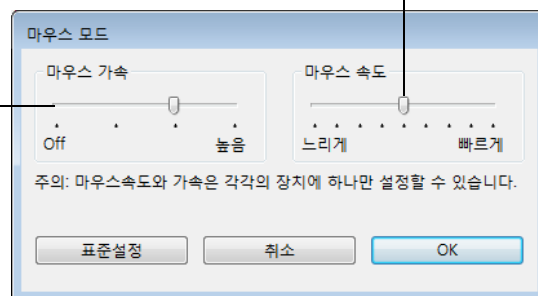 마우스 모드
마우스 가속
마우스 속도
Off
높음
느리게
빠르게
주의: 마우스속도와 가속은 각각의 장치에 하나만 설정할 수 있습니다.
표준설정
취소
OK